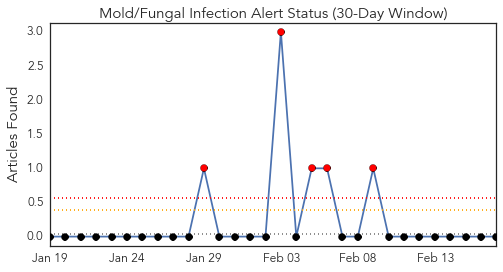 Mold/Fungal Infection Alert Status (30-Day Window)
Articles Found
3.0
2.5
2.0
1.5
1.0
0.5
0.0
Jan 19 Jan 24 Jan 29 Feb 03 Feb 08 Feb 13